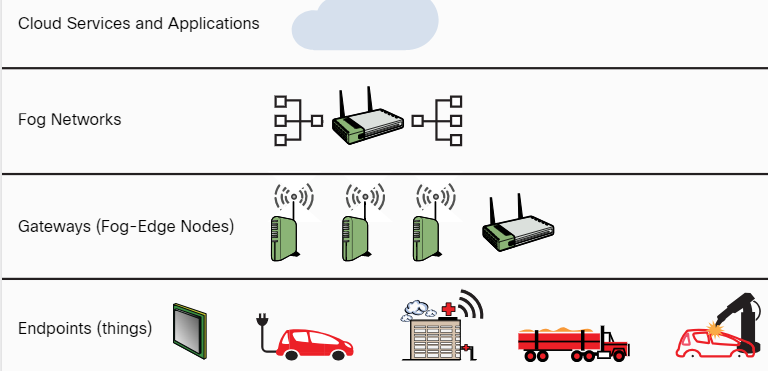 Cloud Services and Applications
Fog Networks
Gateways (Fog-Edge Nodes)
Endpoints (things)